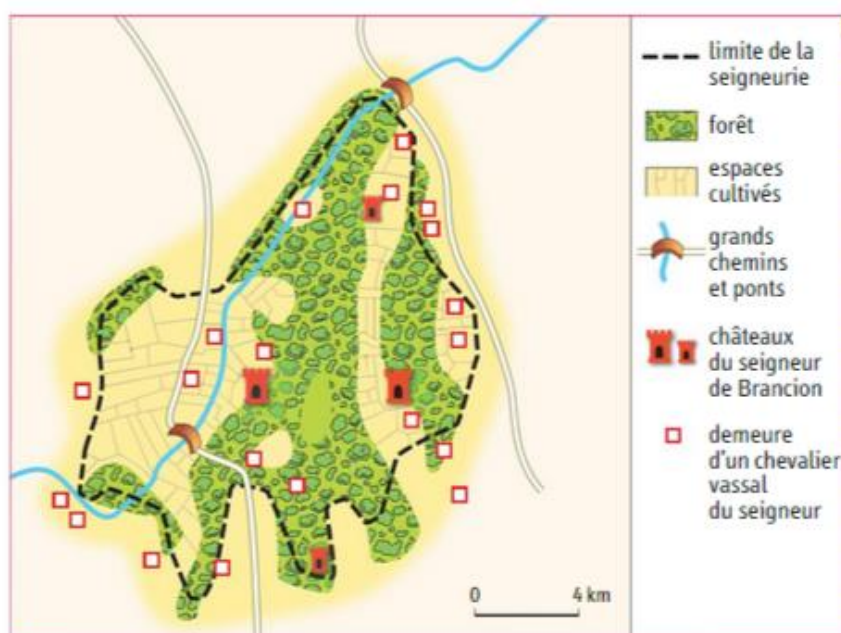 limite de la
seigneurie
forêt
espaces
cultivés
grands
chemins
et ponts
châteaux
du seigneur
de Brancion
demeure
d'un chevalier
vassal
du seigneur
0 4 km